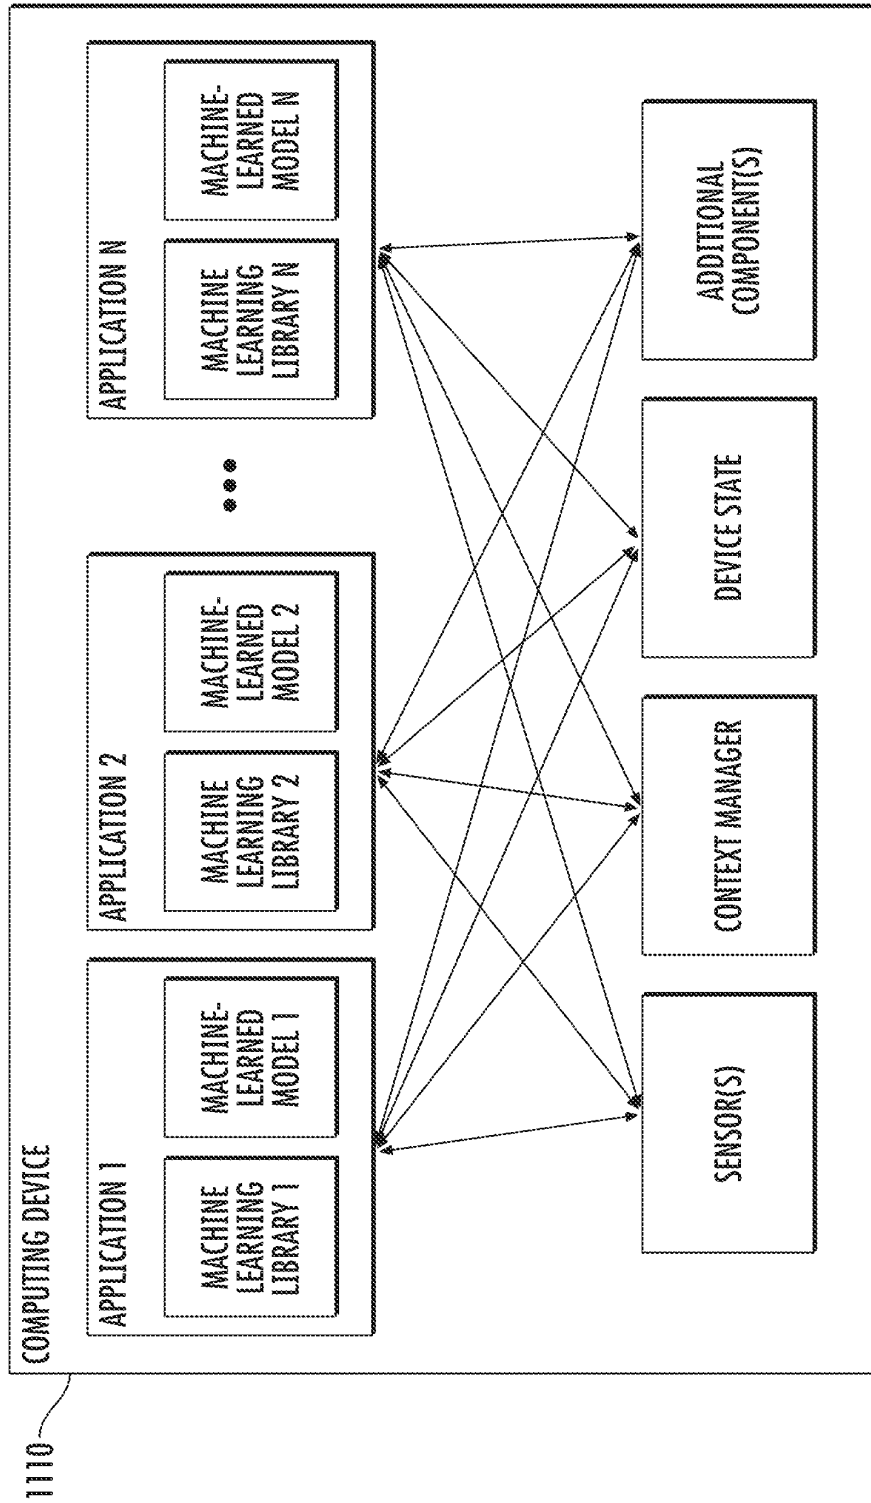 COMPUTING DEVICE
APPLICATION 1
MACHINE
LEARNING
LIBRARY 1
MACHINE-
LEARNED
MODEL 1
APPLICATION 2
MACHINE
LEARNING
LIBRARY 2
MACHINE-
LEARNED
MODEL 2
•••
APPLICATION N
MACHINE
LEARNING
LIBRARY N
MACHINE-
LEARNED
MODEL N
SENSOR(S)
CONTEXT MANAGER
DEVICE STATE
ADDITIONAL
COMPONENT(S)
1110